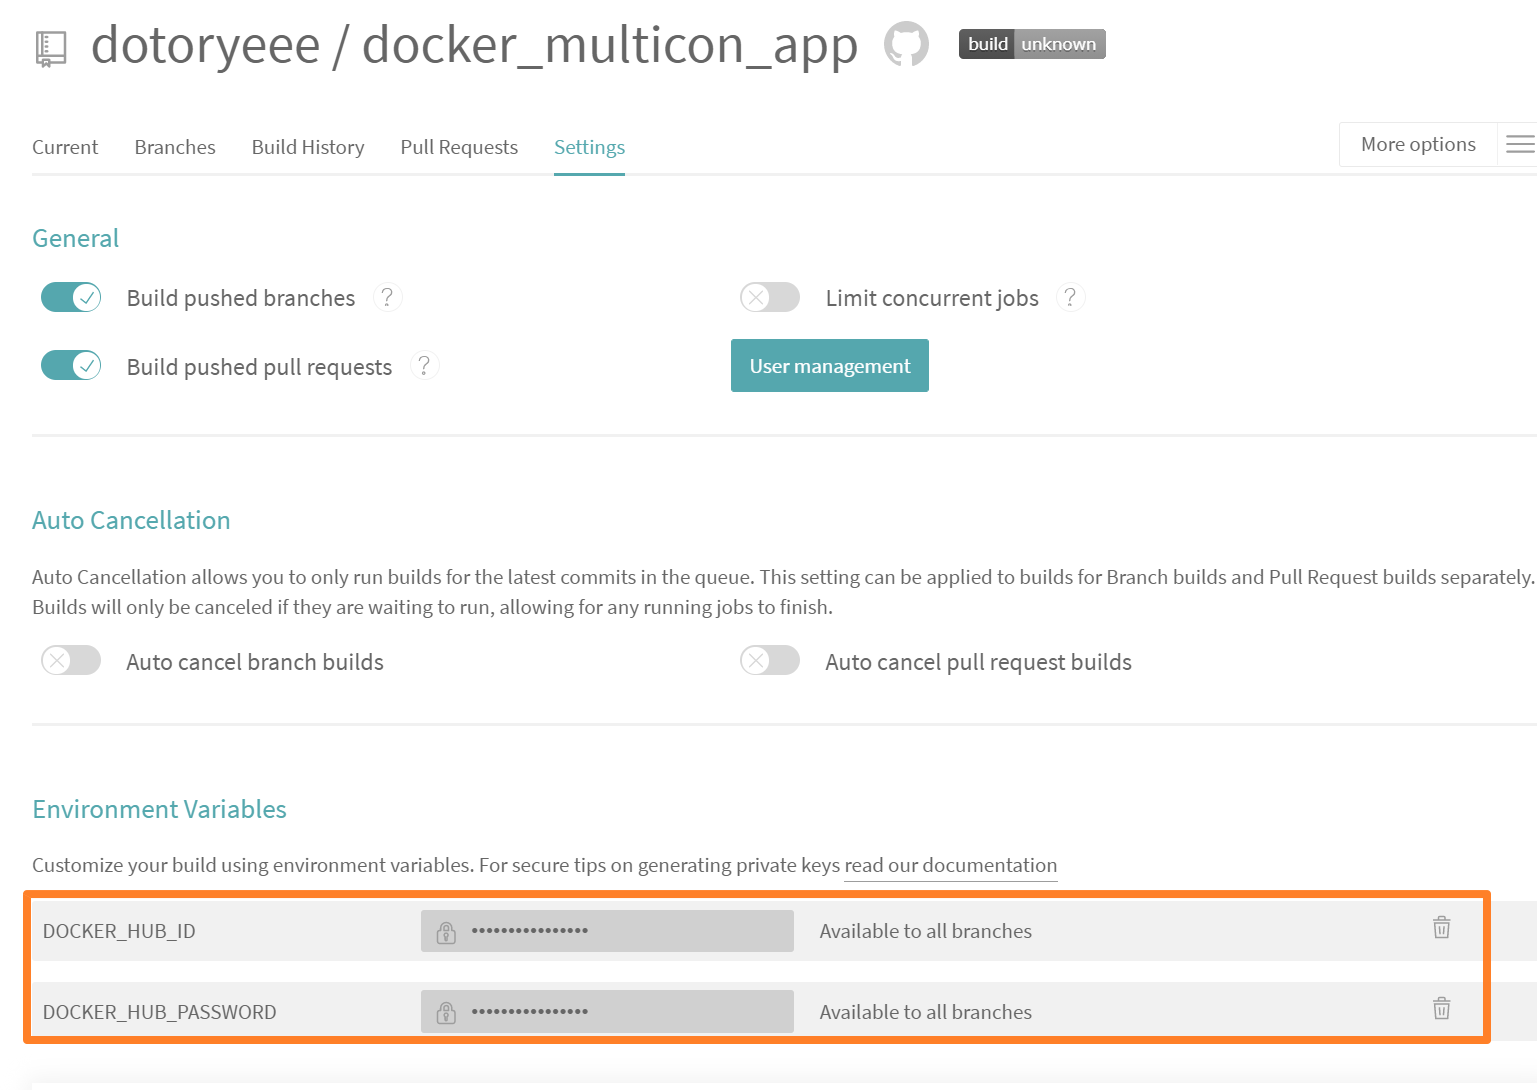 dotoryeee / docker_multicon_app build unknown
Current Branches Build History Pull Requests Settings More options
General
Build pushed branches ? Limit concurrent jobs ?
Build pushed pull requests ? User management
Auto Cancellation
Auto Cancellation allows you to only run builds for the latest commits in the queue. This setting can be applied to builds for Branch builds and Pull Request builds separately.
Builds will only be canceled if they are waiting to run, allowing for any running jobs to finish.
Auto cancel branch builds Auto cancel pull request builds
Environment Variables
Customize your build using environment variables. For secure tips on generating private keys read our documentation
DOCKER_HUB_ID •••••••••••••••• Available to all branches
DOCKER_HUB_PASSWORD •••••••••••••••• Available to all branches